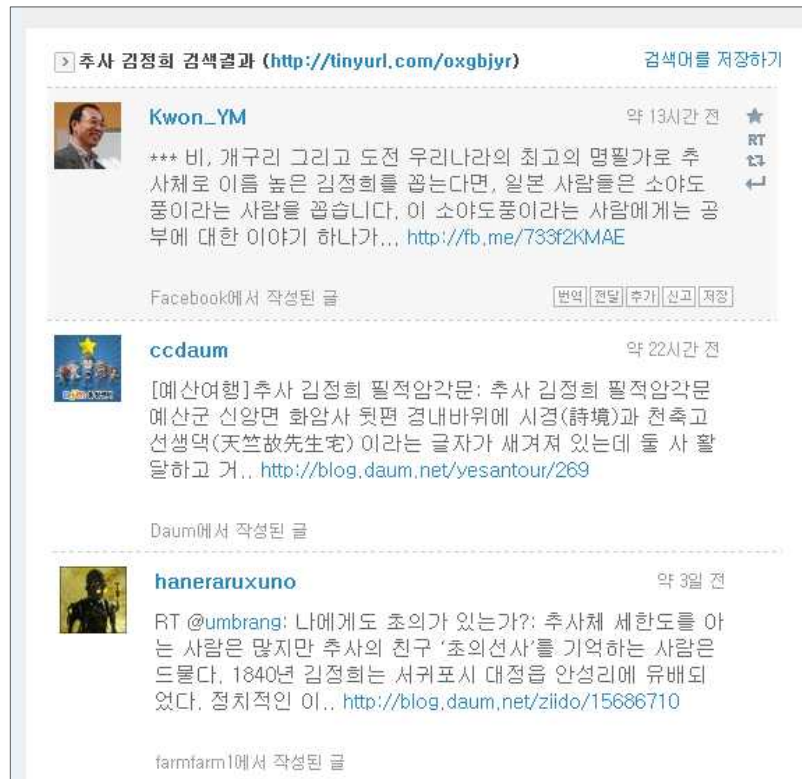 추사 김정희 검색결과 (http://tinyurl.com/oxgbjyr) 검색어를 저장하기
Kwon_YM 약 13시간 전
RT
*** 비, 개구리 그리고 도전 우리나라의 최고의 명필가로 추
사체로 이름 높은 김정희를 꼽는다면, 일본 사람들은 소야도
풍이라는 사람을 꼽습니다. 이 소야도풍이라는 사람에게는 공
부에 대한 이야기 하나가... http://fb.me/733f2KMAE
Facebook에서 작성된 글 번역 전달 추가 신고 저장
ccdaum 약 22시간 전
[예산여행]추사 김정희 필적암각문: 추사 김정희 필적암각문
예산군 신암면 화암사 뒷편 경내바위에 시경(詩境)과 천축고
선생댁(天竺故先生宅) 이라는 글자가 새겨져 있는데 둘 사 활
달하고 거.. http://blog.daum.net/yesantour/269
Daum에서 작성된 글
haneraruxuno 약 3일 전
RT @umbrang: 나에게도 초의가 있는가?: 추사체 세한도를 아
는 사람은 많지만 추사의 친구 ‘초의선사’를 기억하는 사람은
드물다. 1840년 김정희는 서귀포시 대정읍 안성리에 유배되
었다. 정치적인 이.. http://blog.daum.net/ziido/15686710
farmfarm1에서 작성된 글